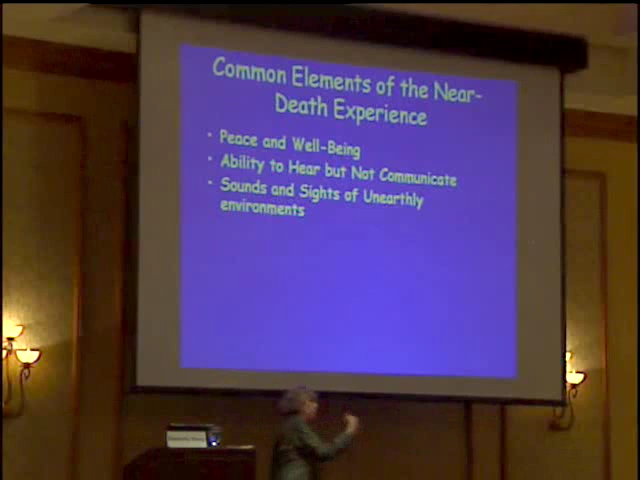 Common Elements of the Near-
Death Experience
• Peace and Well-Being
• Ability to Hear but Not Communicate
• Sounds and Sights of Unearthly
environments